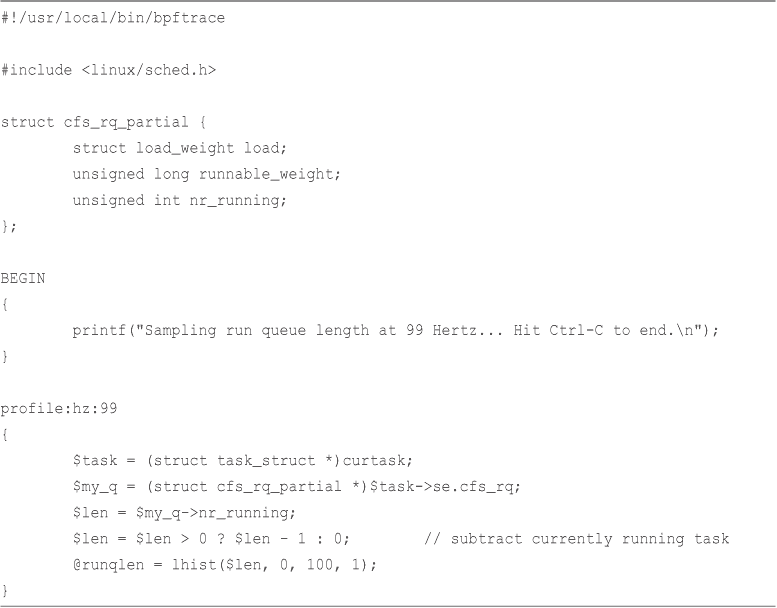 #!/usr/local/bin/bpftrace
#include <linux/sched.h>
struct cfs_rq_partial {
        struct load_weight load;
        unsigned long runnable_weight;
        unsigned int nr_running;
};
BEGIN
{
        printf("Sampling run queue length at 99 Hertz... Hit Ctrl-C to end.\n");
}
profile:hz:99
{
        $task = (struct task_struct *)curtask;
        $my_q = (struct cfs_rq_partial *)$task->se.cfs_rq;
        $len = $my_q->nr_running;
        $len = $len > 0 ? $len - 1 : 0;        // subtract currently running task
        @runqlen = lhist($len, 0, 100, 1);
}